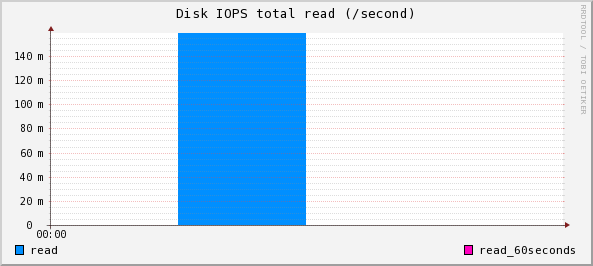 Disk IOPS total read (/second)
RRDTOOL / TOBI OETIKER
140 m
120 m
100 m
80 m
60 m
40 m
20 m
0
00:00
read
read_60seconds